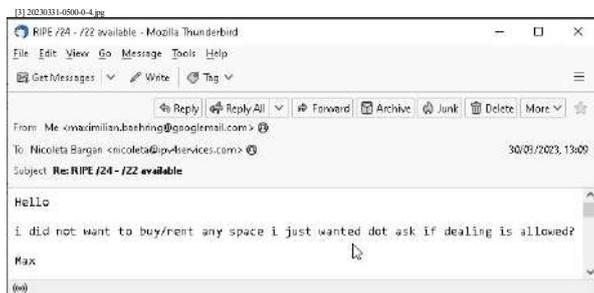 [3] 20230331-0500-0-4.jpg
RIPE /24 - /22 available - Mozilla Thunderbird
File Edit View Go Message Tools Help
Get Messages Write Tag
Reply Reply All Forward Archive Junk Delete More
From Me <maximilian.baehring@googlemail.com>
To Nicoleta Bargan <nicoleta@ipv4services.com> 30/03/2023, 13:09
Subject Re: RIPE /24 - /22 available
Hello
i did not want to buy/rent any space i just wanted dot ask if dealing is allowed?
Max